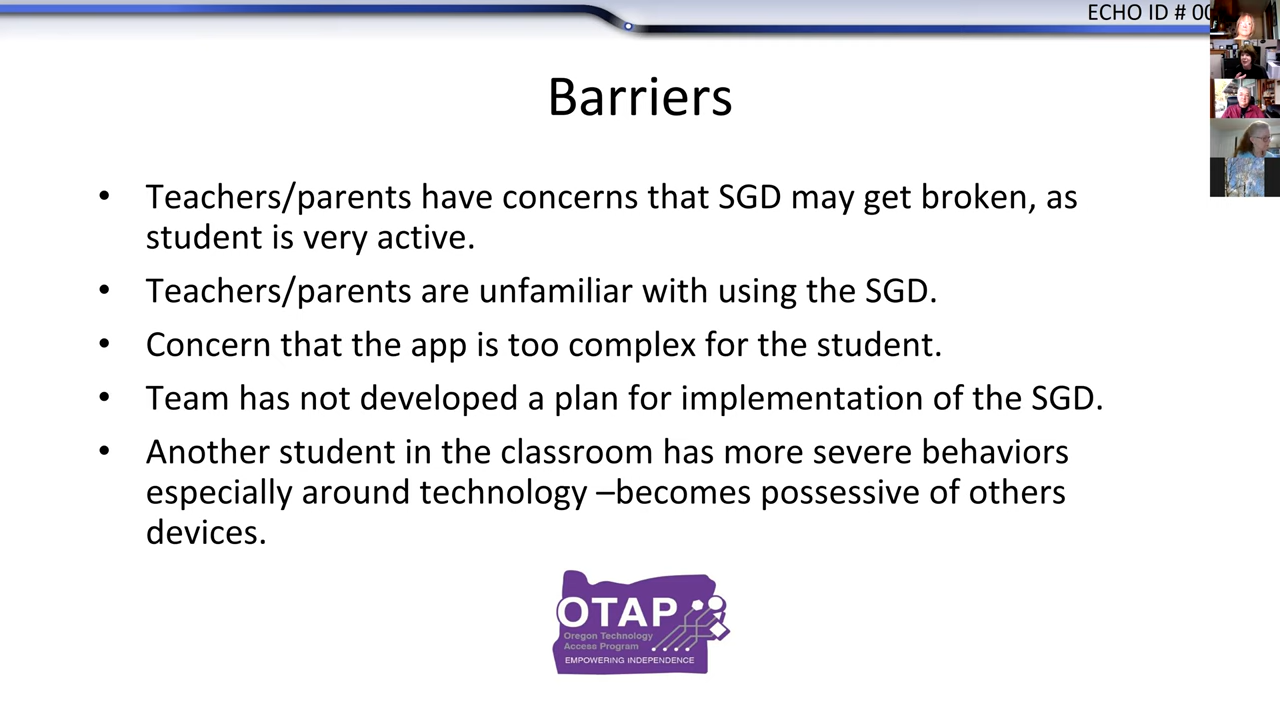 ECHO ID # 00
Barriers
• Teachers/parents have concerns that SGD may get broken, as
student is very active.
• Teachers/parents are unfamiliar with using the SGD.
• Concern that the app is too complex for the student.
• Team has not developed a plan for implementation of the SGD.
• Another student in the classroom has more severe behaviors
especially around technology –becomes possessive of others
devices.
OTAP
Oregon Technology
Access Program
EMPOWERING INDEPENDENCE